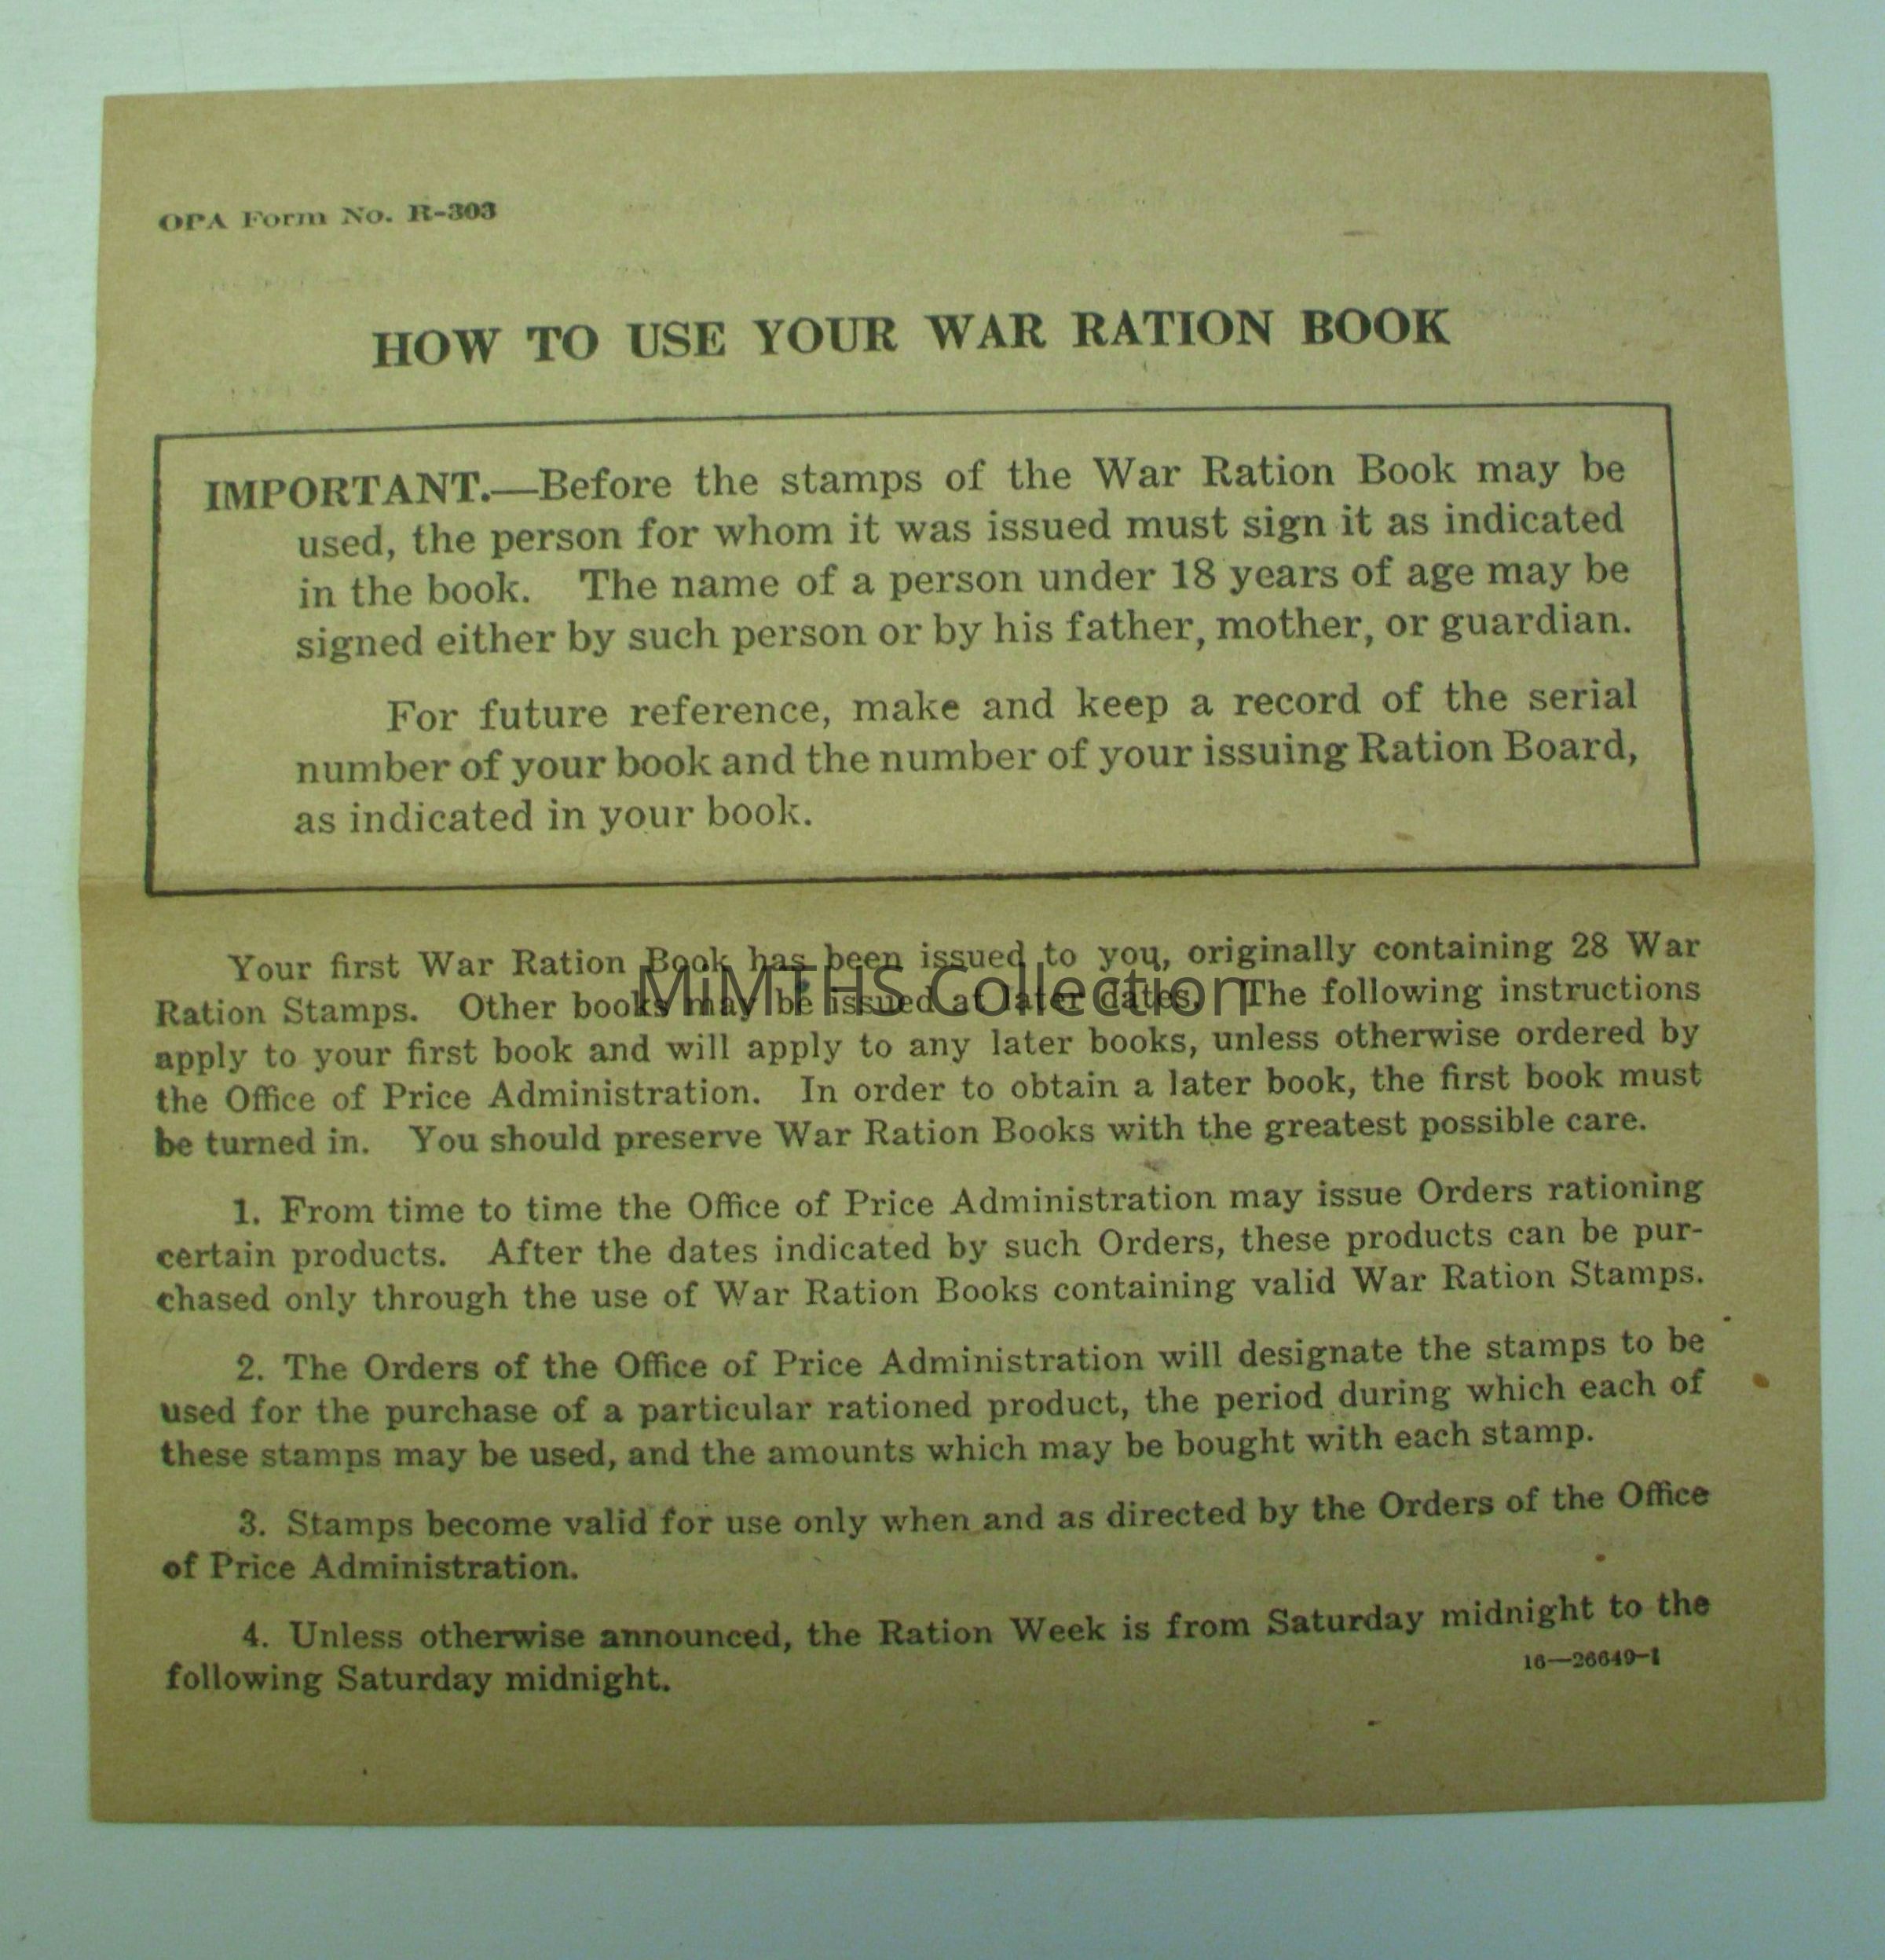 OPA Form No. R-303
HOW TO USE YOUR WAR RATION BOOK
IMPORTANT.—Before the stamps of the War Ration Book may be
used, the person for whom it was issued must sign it as indicated
in the book. The name of a person under 18 years of age may be
signed either by such person or by his father, mother, or guardian.
For future reference, make and keep a record of the serial
number of your book and the number of your issuing Ration Board,
as indicated in your book.
Your first War Ration Book has been issued to you, originally containing 28 War
MiMTHS Collection
Ration Stamps. Other books may be issued at later dates. The following instructions
apply to your first book and will apply to any later books, unless otherwise ordered by
the Office of Price Administration. In order to obtain a later book, the first book must
be turned in. You should preserve War Ration Books with the greatest possible care.
1. From time to time the Office of Price Administration may issue Orders rationing
certain products. After the dates indicated by such Orders, these products can be pur-
chased only through the use of War Ration Books containing valid War Ration Stamps.
2. The Orders of the Office of Price Administration will designate the stamps to be
used for the purchase of a particular rationed product, the period during which each of
these stamps may be used, and the amounts which may be bought with each stamp.
3. Stamps become valid for use only when and as directed by the Orders of the Office
of Price Administration.
4. Unless otherwise announced, the Ration Week is from Saturday midnight to the
following Saturday midnight.
16—26649-1